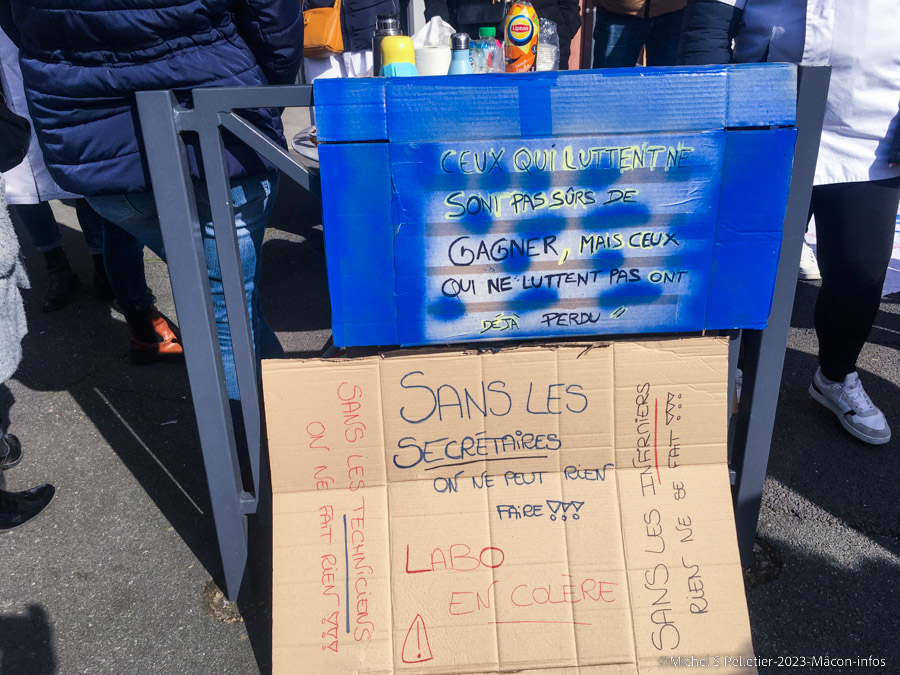 Lipton
CEUX QUI LUTTENT NE
SONT PAS SÛRS DE
GAGNER, MAIS CEUX
QUI NE LUTTENT PAS ONT
DÉJÀ PERDU !!
SANS LES TECHNICIENS
ON NE FAIT RIEN !!!
SANS LES
SECRÉTAIRES
ON NE PEUT RIEN
FAIRE !!!
LABO
EN COLÈRE
!
SANS LES INFIRNIERS
RIEN NE SE FAIT !!!
©Michel S Pelletier-2023-Mâcon-infos